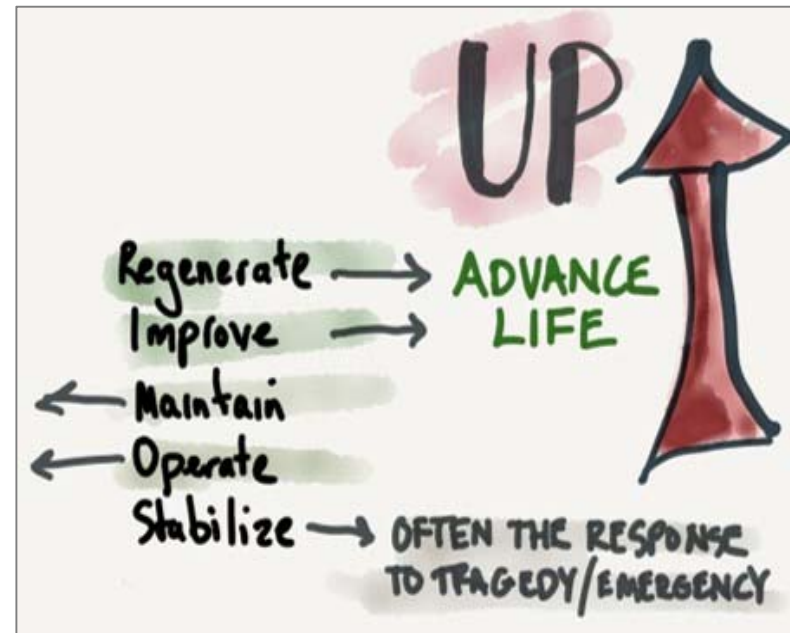 UP
Regenerate → ADVANCE
Improve → LIFE
← Maintain
← Operate
Stabilize → OFTEN THE RESPONSE
TO TRAGEDY/EMERGENCY